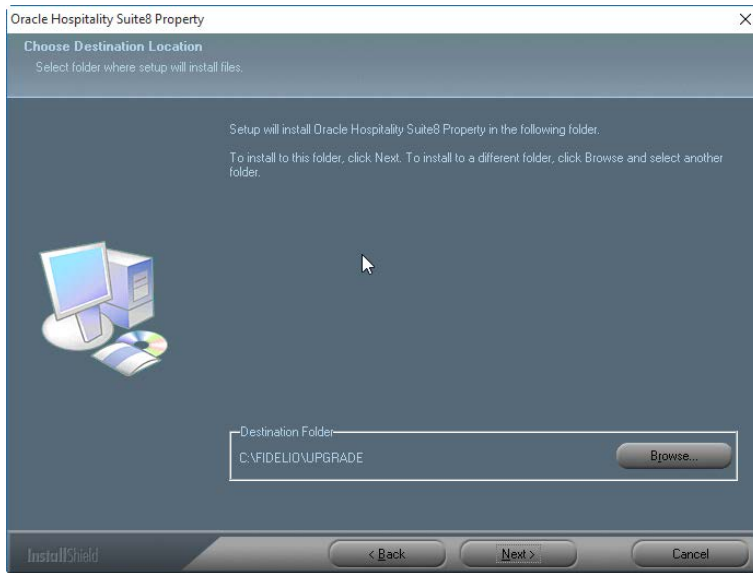 Oracle Hospitality Suite8 Property
Choose Destination Location
Select folder where setup will install files.
Setup will install Oracle Hospitality Suite8 Property in the following folder.
To install to this folder, click Next. To install to a different folder, click Browse and select another
folder.
Destination Folder
C:\FIDELIO\UPGRADE
Browse...
InstallShield
< Back
Next >
Cancel